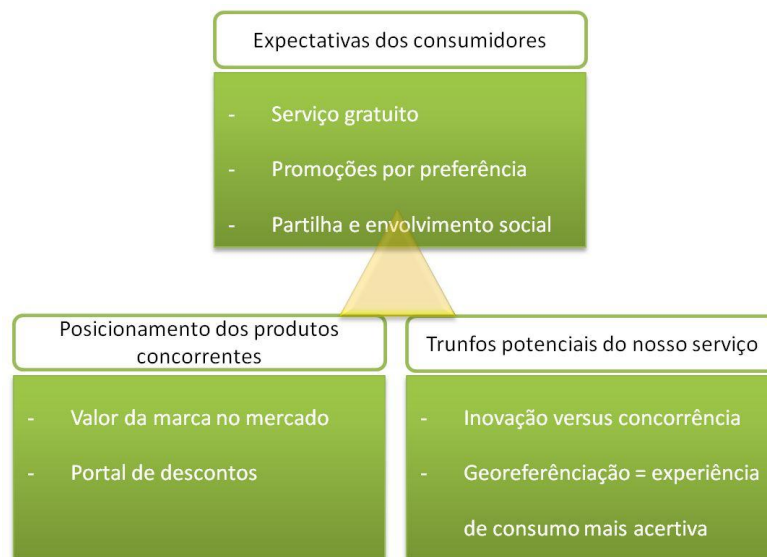 Expectativas dos consumidores
- Serviço gratuito
- Promoções por preferência
- Partilha e envolvimento social
Posicionamento dos produtos
concorrentes
- Valor da marca no mercado
- Portal de descontos
Trunfos potenciais do nosso serviço
- Inovação versus concorrência
- Georeferênciação = experiência
de consumo mais acertiva